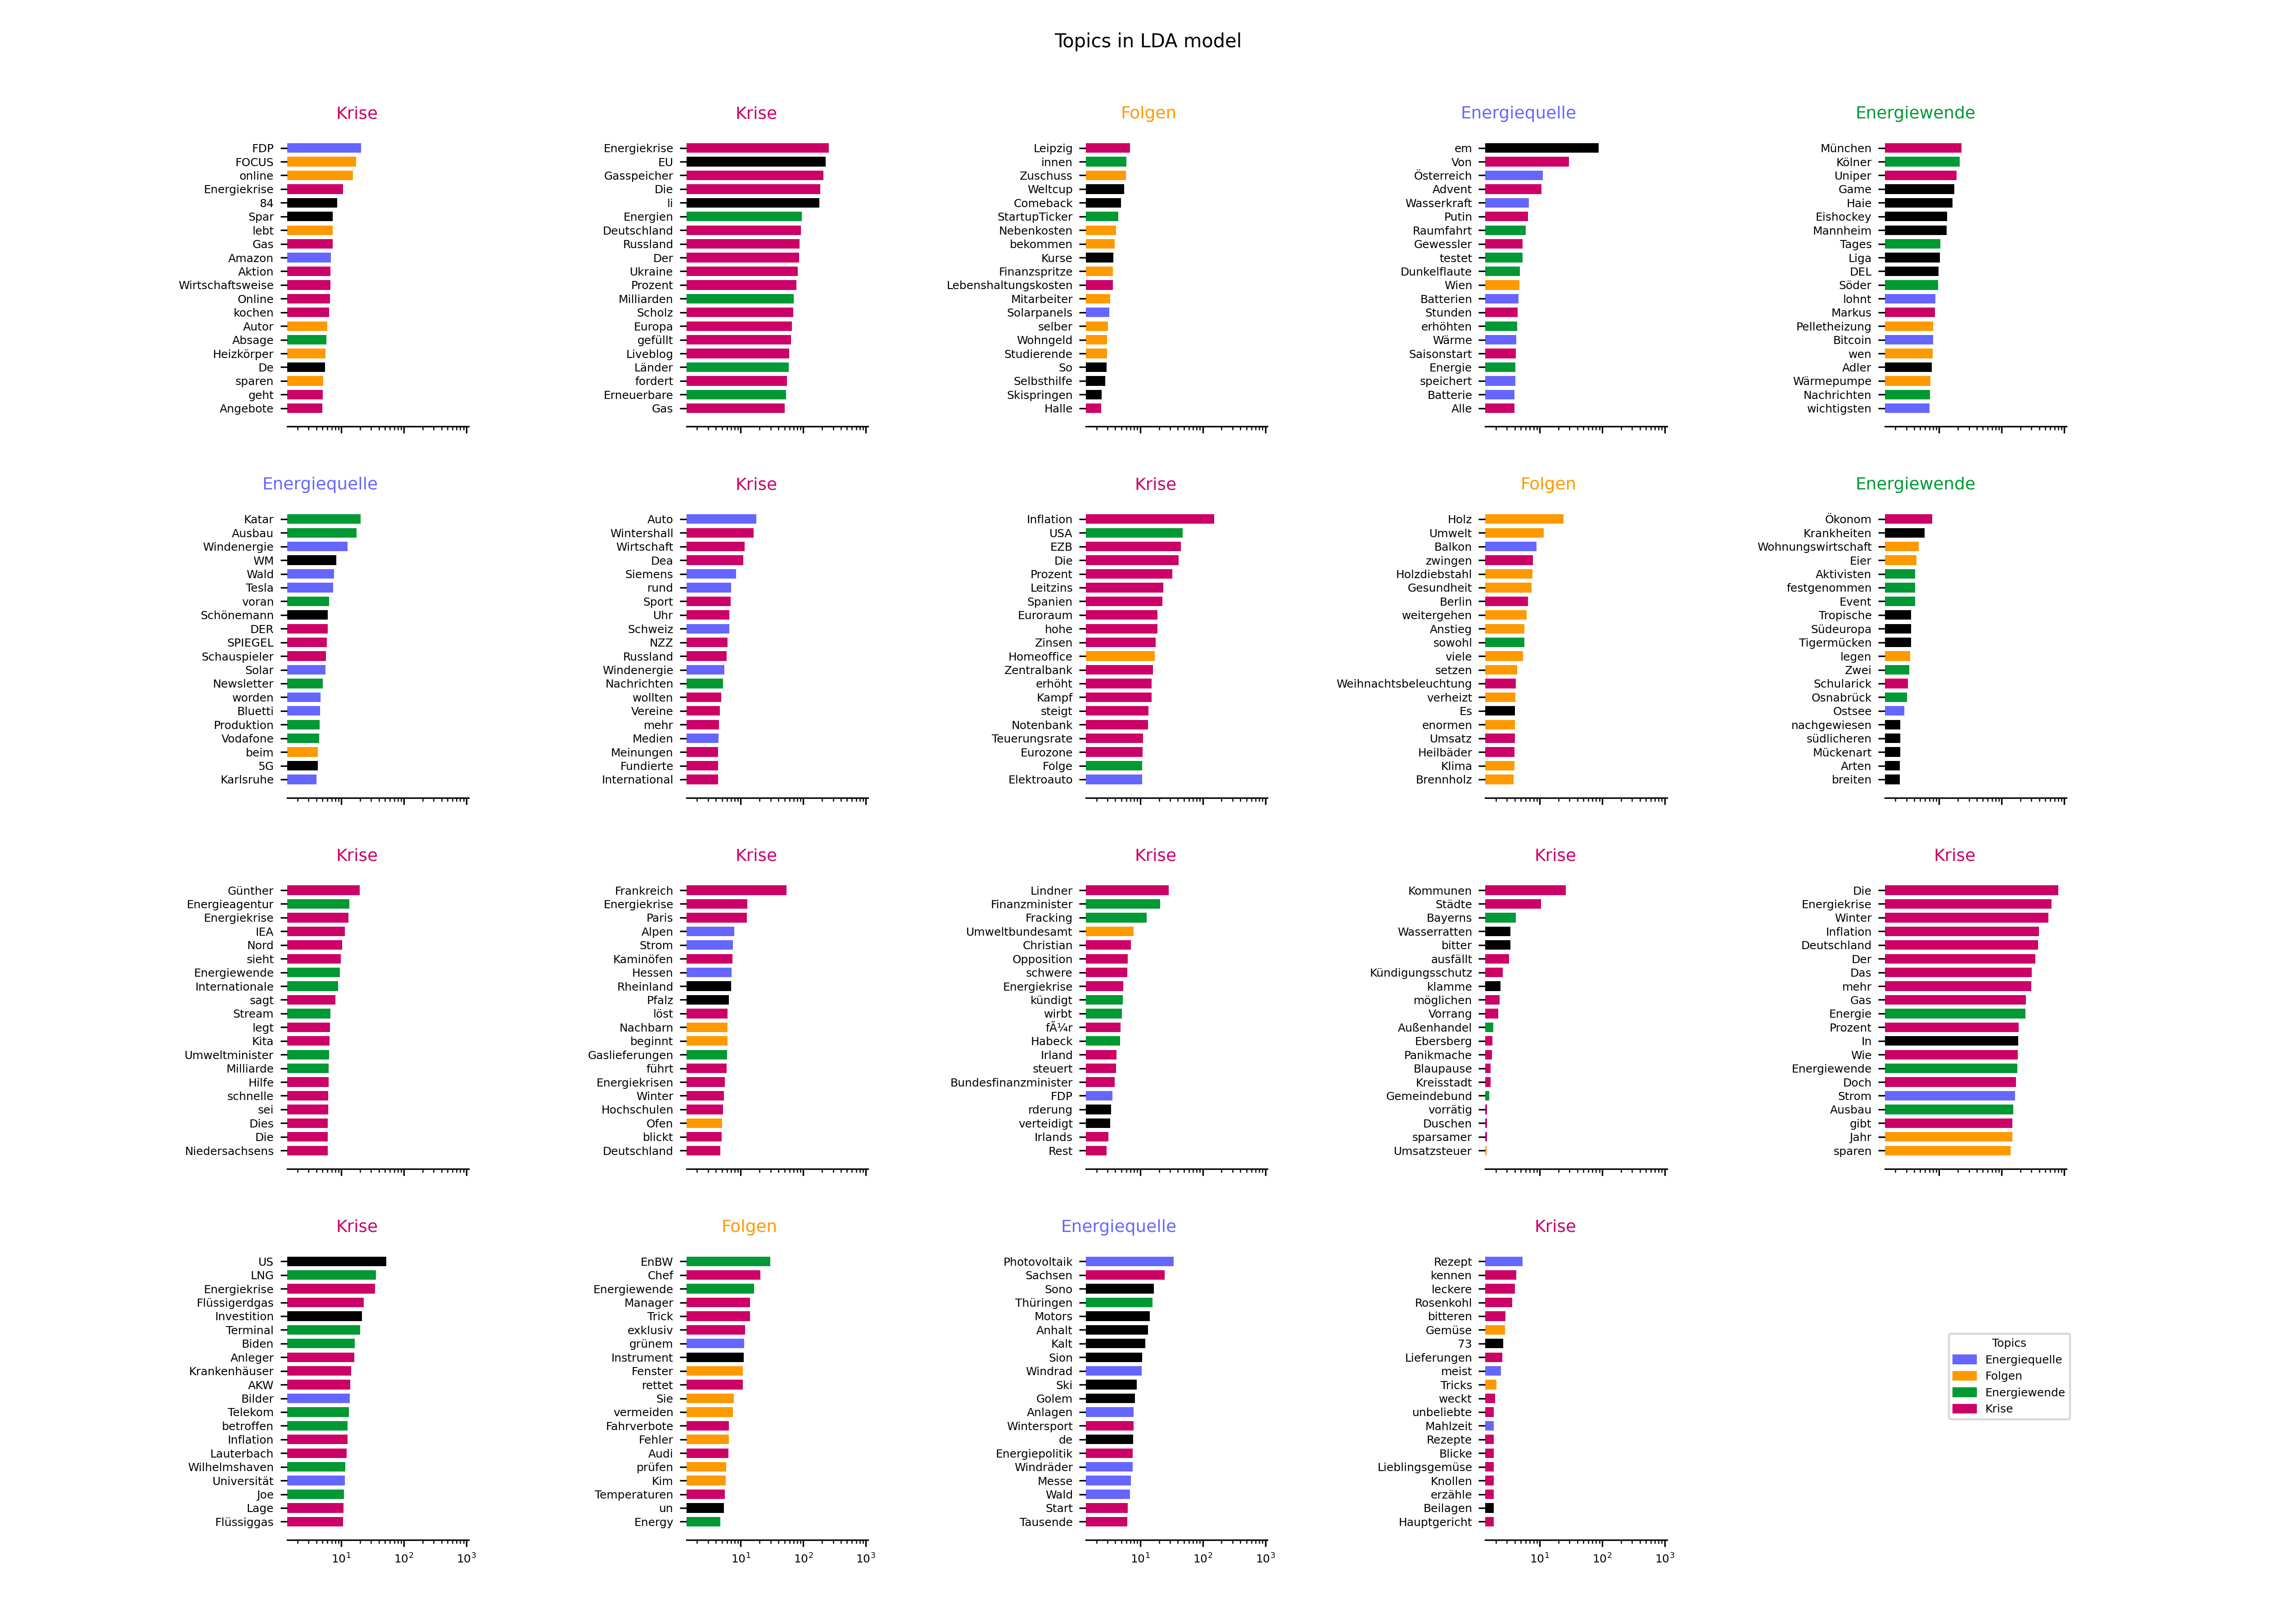 Topics in LDA model
Krise
FDP
FOCUS
online
Energiekrise
84
Spar
lebt
Gas
Amazon
Aktion
Wirtschaftsweise
Online
kochen
Autor
Absage
Heizkörper
De
sparen
geht
Angebote
Krise
Energiekrise
EU
Gasspeicher
Die
li
Energien
Deutschland
Russland
Der
Ukraine
Prozent
Milliarden
Scholz
Europa
gefüllt
Liveblog
Länder
fordert
Erneuerbare
Gas
Folgen
Leipzig
innen
Zuschuss
Weltcup
Comeback
StartupTicker
Nebenkosten
bekommen
Kurse
Finanzspritze
Lebenshaltungskosten
Mitarbeiter
Solarpanels
selber
Wohngeld
Studierende
So
Selbsthilfe
Skispringen
Halle
Energiequelle
em
Von
Österreich
Advent
Wasserkraft
Putin
Raumfahrt
Gewessler
testet
Dunkelflaute
Wien
Batterien
Stunden
erhöhten
Wärme
Saisonstart
Energie
speichert
Batterie
Alle
Energiewende
München
Kölner
Uniper
Game
Haie
Eishockey
Mannheim
Tages
Liga
DEL
Söder
lohnt
Markus
Pelletheizung
Bitcoin
wen
Adler
Wärmepumpe
Nachrichten
wichtigsten
Energiequelle
Katar
Ausbau
Windenergie
WM
Wald
Tesla
voran
Schönemann
DER
SPIEGEL
Schauspieler
Solar
Newsletter
worden
Bluetti
Produktion
Vodafone
beim
5G
Karlsruhe
Krise
Auto
Wintershall
Wirtschaft
Dea
Siemens
rund
Sport
Uhr
Schweiz
NZZ
Russland
Windenergie
Nachrichten
wollten
Vereine
mehr
Medien
Meinungen
Fundierte
International
Krise
Inflation
USA
EZB
Die
Prozent
Leitzins
Spanien
Euroraum
hohe
Zinsen
Homeoffice
Zentralbank
erhöht
Kampf
steigt
Notenbank
Teuerungsrate
Eurozone
Folge
Elektroauto
Folgen
Holz
Umwelt
Balkon
zwingen
Holzdiebstahl
Gesundheit
Berlin
weitergehen
Anstieg
sowohl
viele
setzen
Weihnachtsbeleuchtung
verheizt
Es
enormen
Umsatz
Heilbäder
Klima
Brennholz
Energiewende
Ökonom
Krankheiten
Wohnungswirtschaft
Eier
Aktivisten
festgenommen
Event
Tropische
Südeuropa
Tigermücken
legen
Zwei
Schularick
Osnabrück
Ostsee
nachgewiesen
südlicheren
Mückenart
Arten
breiten
Krise
Günther
Energieagentur
Energiekrise
IEA
Nord
sieht
Energiewende
Internationale
sagt
Stream
legt
Kita
Umweltminister
Milliarde
Hilfe
schnelle
sei
Dies
Die
Niedersachsens
Krise
Frankreich
Energiekrise
Paris
Alpen
Strom
Kaminöfen
Hessen
Rheinland
Pfalz
löst
Nachbarn
beginnt
Gaslieferungen
führt
Energiekrisen
Winter
Hochschulen
Ofen
blickt
Deutschland
Krise
Lindner
Finanzminister
Fracking
Umweltbundesamt
Christian
Opposition
schwere
Energiekrise
kündigt
wirbt
fÃ¼r
Habeck
Irland
steuert
Bundesfinanzminister
FDP
rderung
verteidigt
Irlands
Rest
Krise
Kommunen
Städte
Bayerns
Wasserratten
bitter
ausfällt
Kündigungsschutz
klamme
möglichen
Vorrang
Außenhandel
Ebersberg
Panikmache
Blaupause
Kreisstadt
Gemeindebund
vorrätig
Duschen
sparsamer
Umsatzsteuer
Krise
Die
Energiekrise
Winter
Inflation
Deutschland
Der
Das
mehr
Gas
Energie
Prozent
In
Wie
Energiewende
Doch
Strom
Ausbau
gibt
Jahr
sparen
Krise
US
LNG
Energiekrise
Flüssigerdgas
Investition
Terminal
Biden
Anleger
Krankenhäuser
AKW
Bilder
Telekom
betroffen
Inflation
Lauterbach
Wilhelmshaven
Universität
Joe
Lage
Flüssiggas
10¹ 10² 10³
Folgen
EnBW
Chef
Energiewende
Manager
Trick
exklusiv
grünem
Instrument
Fenster
rettet
Sie
vermeiden
Fahrverbote
Fehler
Audi
prüfen
Kim
Temperaturen
un
Energy
10¹ 10² 10³
Energiequelle
Photovoltaik
Sachsen
Sono
Thüringen
Motors
Anhalt
Kalt
Sion
Windrad
Ski
Golem
Anlagen
Wintersport
de
Energiepolitik
Windräder
Messe
Wald
Start
Tausende
10¹ 10² 10³
Krise
Rezept
kennen
leckere
Rosenkohl
bitteren
Gemüse
73
Lieferungen
meist
Tricks
weckt
unbeliebte
Mahlzeit
Rezepte
Blicke
Lieblingsgemüse
Knollen
erzähle
Beilagen
Hauptgericht
10¹ 10² 10³
Topics
Energiequelle
Folgen
Energiewende
Krise